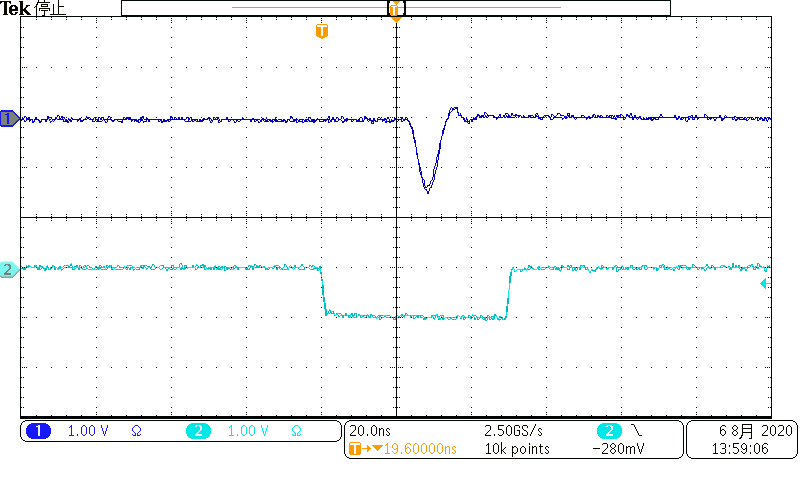 Tek 停止
T
T
1
2
1 1.00 V Ω 2 1.00 V Ω 20.0ns 2.50GS/s 2 6 8月 2020
T→▼19.60000ns 10k points −280mV 13:59:06